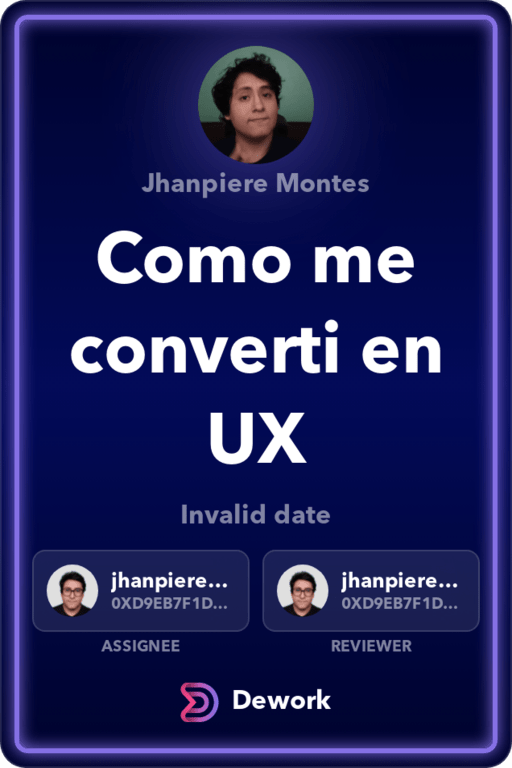 Jhanpiere Montes
Como me
converti en
UX
Invalid date
jhanpiere... jhanpiere...
0XD9EB7F1D... 0XD9EB7F1D...
ASSIGNEE REVIEWER
Dework